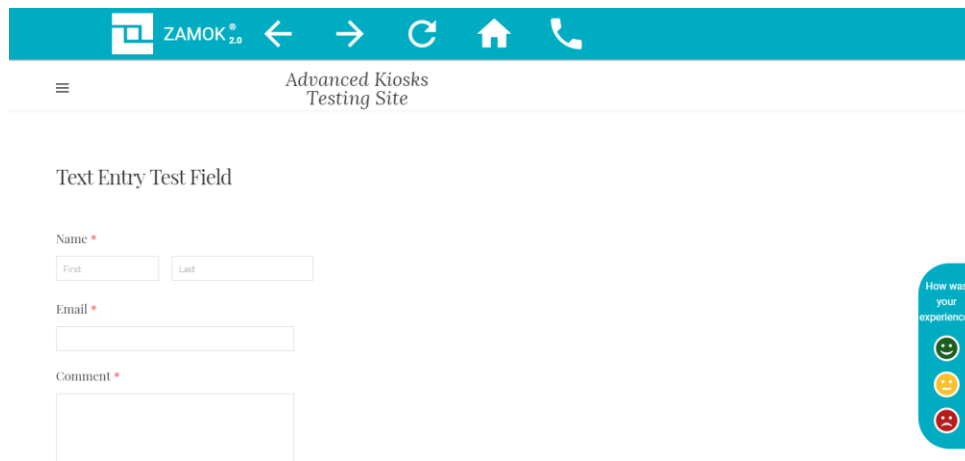 ZAMOK® 2.0
Advanced Kiosks
Testing Site
Text Entry Test Field
Name *
First Last
Email *
Comment *
How was
your
experience